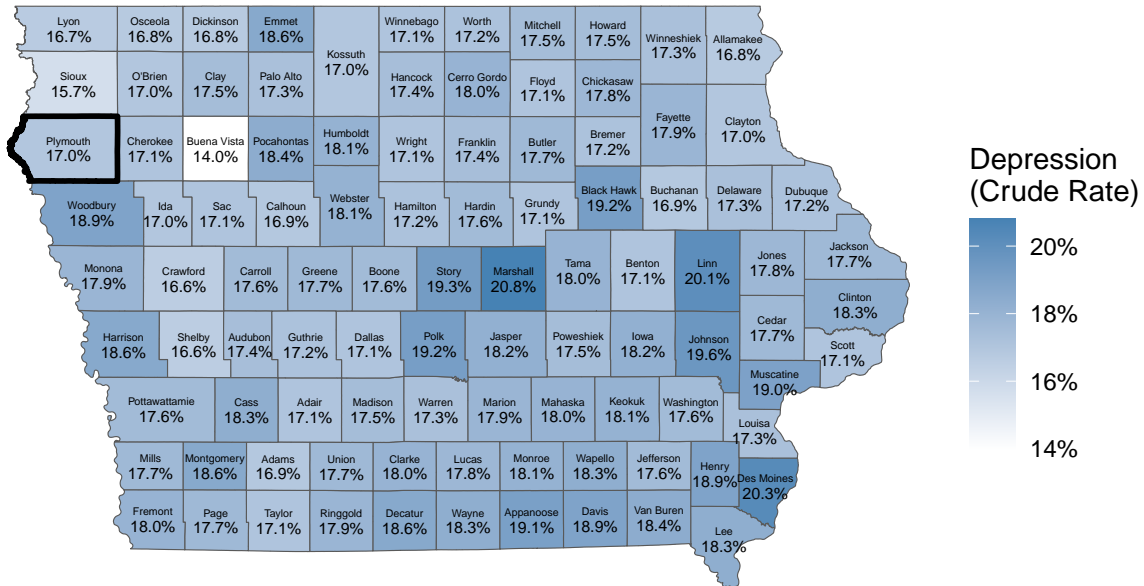 Lyon
16.7%
Osceola
16.8%
Dickinson
16.8%
Emmet
18.6%
Kossuth
17.0%
Winnebago
17.1%
Worth
17.2%
Mitchell
17.5%
Howard
17.5%
Winneshiek
17.3%
Allamakee
16.8%
Sioux
15.7%
O'Brien
17.0%
Clay
17.5%
Palo Alto
17.3%
Hancock
17.4%
Cerro Gordo
18.0%
Floyd
17.1%
Chickasaw
17.8%
Fayette
17.9%
Clayton
17.0%
Plymouth
17.0%
Cherokee
17.1%
Buena Vista
14.0%
Pocahontas
18.4%
Humboldt
18.1%
Wright
17.1%
Franklin
17.4%
Butler
17.7%
Bremer
17.2%
Woodbury
18.9%
Ida
17.0%
Sac
17.1%
Calhoun
16.9%
Webster
18.1%
Hamilton
17.2%
Hardin
17.6%
Grundy
17.1%
Black Hawk
19.2%
Buchanan
16.9%
Delaware
17.3%
Dubuque
17.2%
Monona
17.9%
Crawford
16.6%
Carroll
17.6%
Greene
17.7%
Boone
17.6%
Story
19.3%
Marshall
20.8%
Tama
18.0%
Benton
17.1%
Linn
20.1%
Jones
17.8%
Jackson
17.7%
Clinton
18.3%
Harrison
18.6%
Shelby
16.6%
Audubon
17.4%
Guthrie
17.2%
Dallas
17.1%
Polk
19.2%
Jasper
18.2%
Poweshiek
17.5%
Iowa
18.2%
Johnson
19.6%
Cedar
17.7%
Scott
17.1%
Muscatine
19.0%
Pottawattamie
17.6%
Cass
18.3%
Adair
17.1%
Madison
17.5%
Warren
17.3%
Marion
17.9%
Mahaska
18.0%
Keokuk
18.1%
Washington
17.6%
Louisa
17.3%
Mills
17.7%
Montgomery
18.6%
Adams
16.9%
Union
17.7%
Clarke
18.0%
Lucas
17.8%
Monroe
18.1%
Wapello
18.3%
Jefferson
17.6%
Henry
18.9%
Des Moines
20.3%
Fremont
18.0%
Page
17.7%
Taylor
17.1%
Ringgold
17.9%
Decatur
18.6%
Wayne
18.3%
Appanoose
19.1%
Davis
18.9%
Van Buren
18.4%
Lee
18.3%
Depression
(Crude Rate)
20%
18%
16%
14%